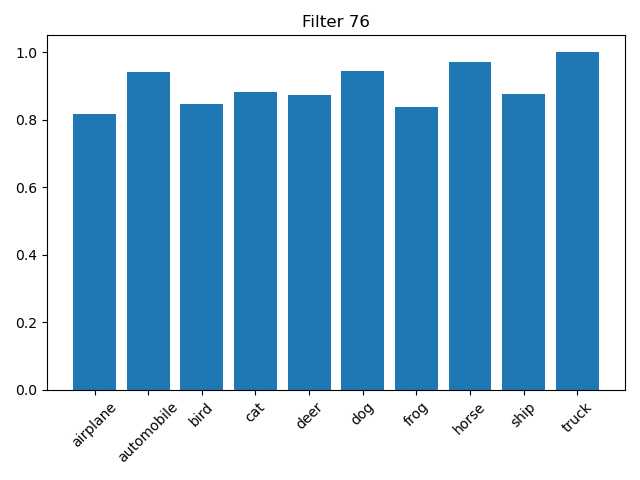 Filter 76
1.0
0.8
0.6
0.4
0.2
0.0
airplane
automobile
bird
cat
deer
dog
frog
horse
ship
truck